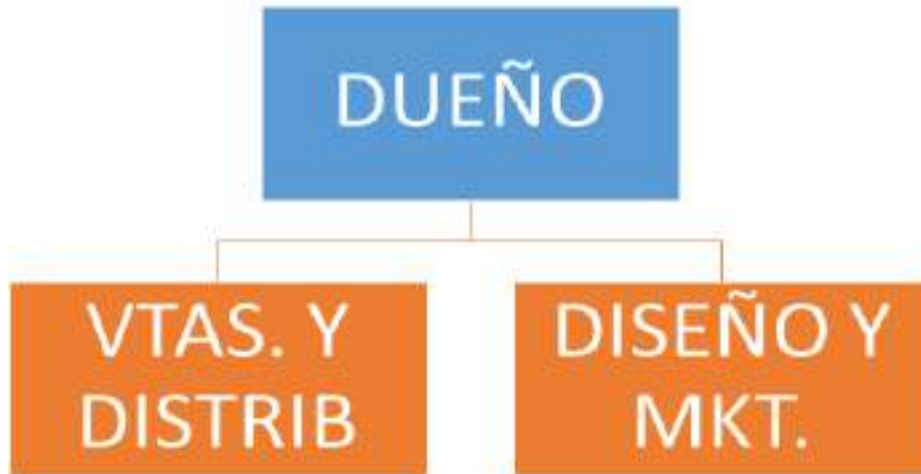 DUEÑO
VTAS. Y
DISTRIB
DISEÑO Y
MKT.